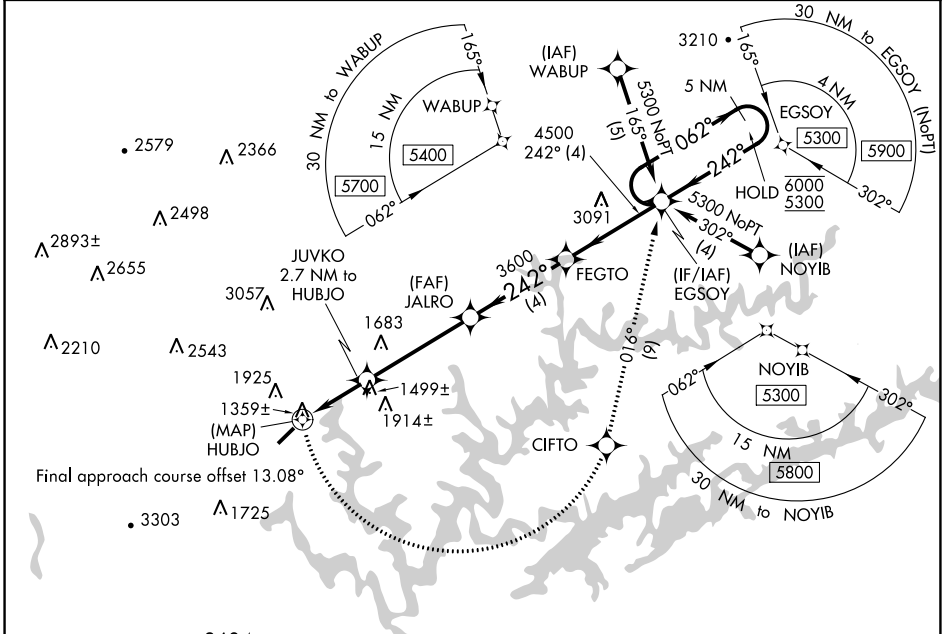 30 NM to WABUP
165°
15 NM
WABUP
5400
5700
062°
(IAF)
WABUP
5300 NoPT
165°
(5)
4500
242° (4)
5 NM
062°
242°
HOLD
6000
5300
3210
165°
30 NM to EGSOY (NoPT)
4 NM
EGSOY
5300
5900
302°
2579
2366
2498
2893±
2655
3057
2210
2543
3091
5300 NoPT
302°
(4)
(IAF)
NOYIB
(IF/IAF)
EGSOY
FEGTO
3600
242°
(4)
(FAF)
JALRO
JUVKO
2.7 NM to
HUBJO
1683
1925
1499±
1914±
1359±
(MAP)
HUBJO
016°
(9)
CIFTO
NOYIB
5300
062°
302°
15 NM
5800
30 NM to NOYIB
Final approach course offset 13.08°
3303
1725